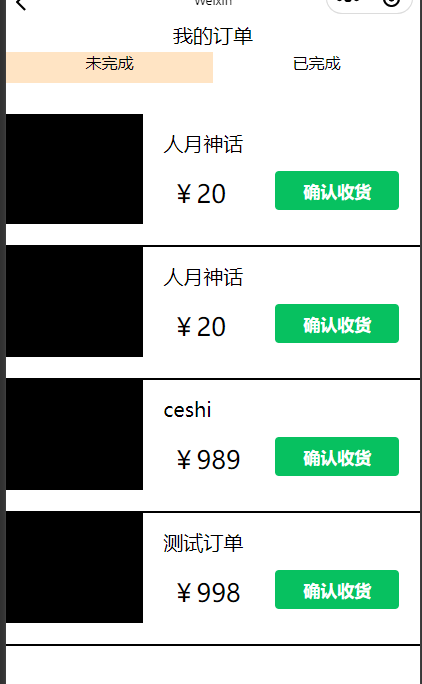 Weixin
我的订单
未完成 已完成
人月神话
￥20 确认收货
人月神话
￥20 确认收货
ceshi
￥989 确认收货
测试订单
￥998 确认收货